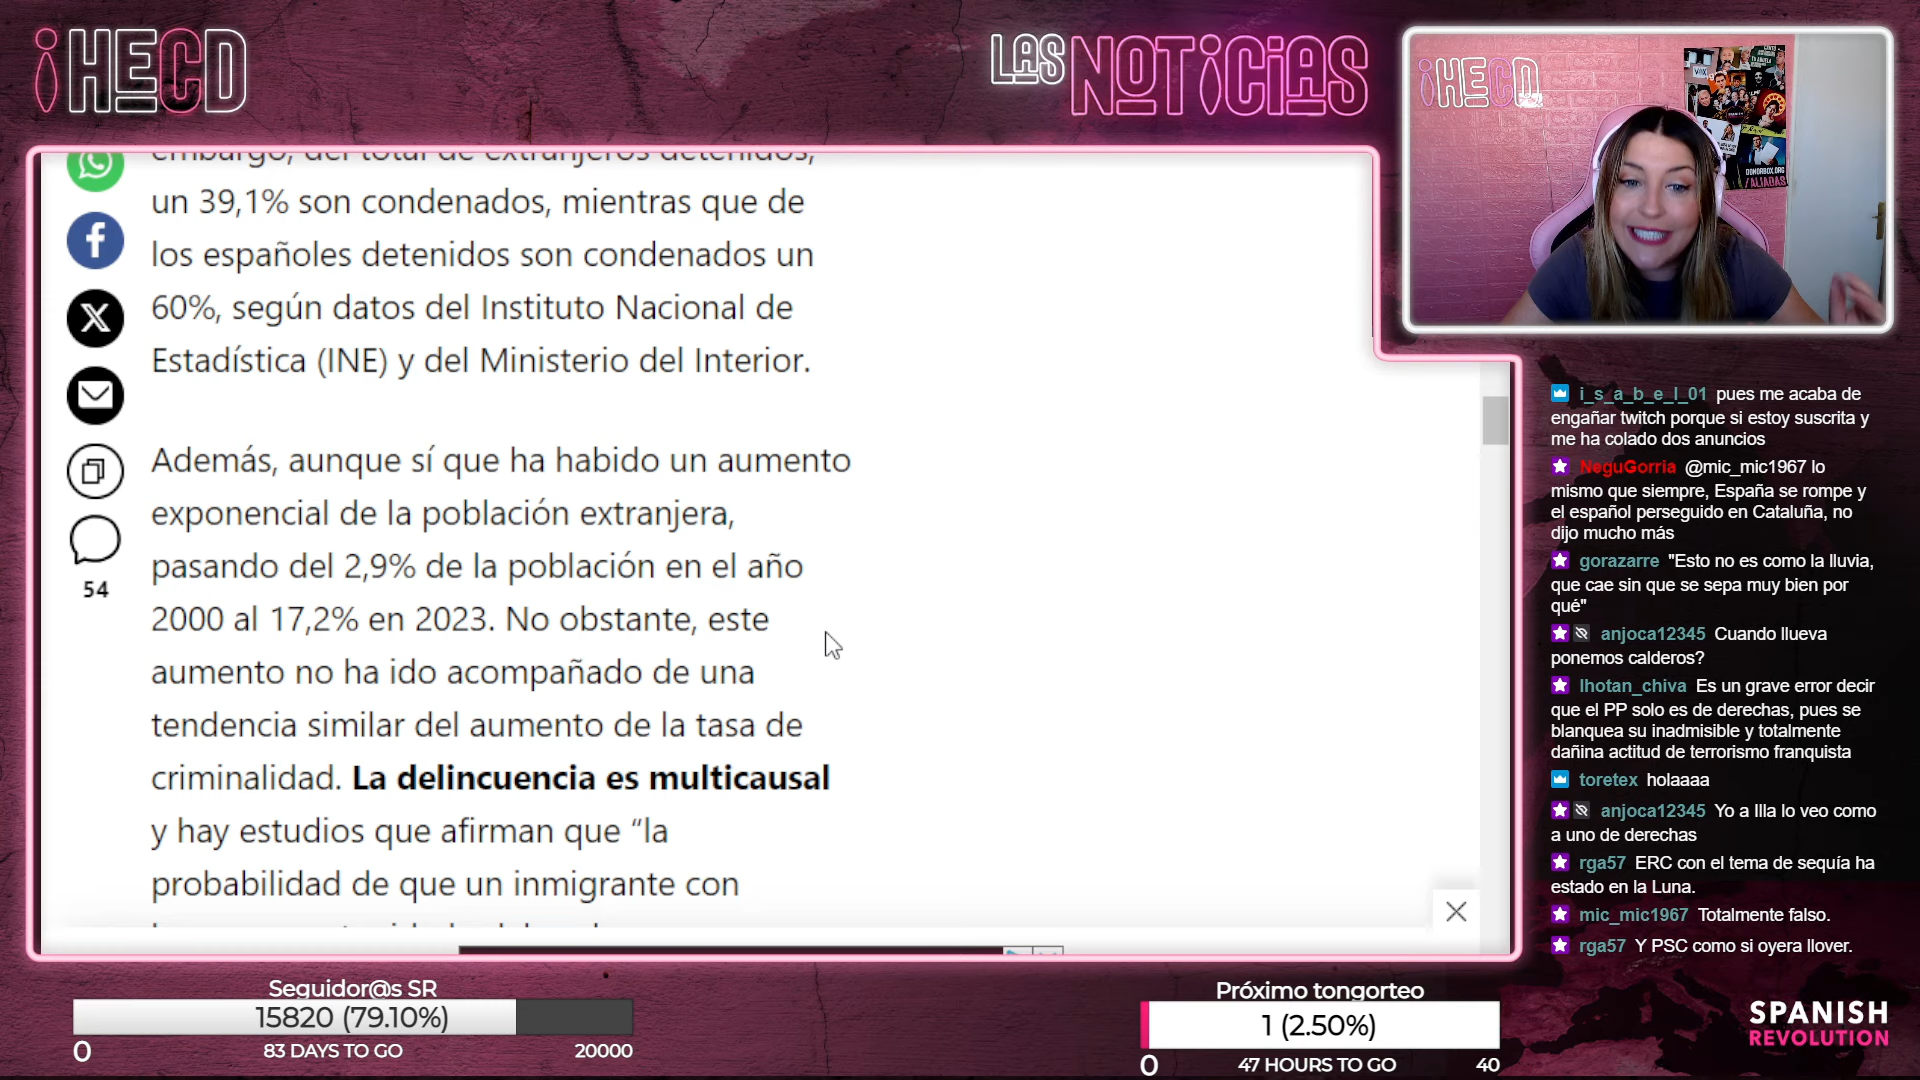 ¡HECD
LAS NOTICIAS
¡HECD
VOX
DONORBOX.ORG
/ALIADAS
embargo, del total de extranjeros detenidos,
un 39,1% son condenados, mientras que de
los españoles detenidos son condenados un
60%, según datos del Instituto Nacional de
Estadística (INE) y del Ministerio del Interior.
Además, aunque sí que ha habido un aumento
exponencial de la población extranjera,
pasando del 2,9% de la población en el año
2000 al 17,2% en 2023. No obstante, este
aumento no ha ido acompañado de una
tendencia similar del aumento de la tasa de
criminalidad. La delincuencia es multicausal
y hay estudios que afirman que “la
probabilidad de que un inmigrante con
54
i_s_a_b_e_l_01 pues me acaba de
engañar twitch porque si estoy suscrita y
me ha colado dos anuncios
NeguGorria @mic_mic1967 lo
mismo que siempre, España se rompe y
el español perseguido en Cataluña, no
dijo mucho más
gorazarre "Esto no es como la lluvia,
que cae sin que se sepa muy bien por
qué"
anjoca12345 Cuando llueva
ponemos calderos?
lhotan_chiva Es un grave error decir
que el PP solo es de derechas, pues se
blanquea su inadmisible y totalmente
dañina actitud de terrorismo franquista
toretex holaaaa
anjoca12345 Yo a Illa lo veo como
a uno de derechas
rga57 ERC con el tema de sequía ha
estado en la Luna.
mic_mic1967 Totalmente falso.
rga57 Y PSC como si oyera llover.
Seguidor@s SR
15820 (79.10%)
0 83 DAYS TO GO 20000
Próximo tongorteo
1 (2.50%)
0 47 HOURS TO GO 40
SPANISH
REVOLUTION